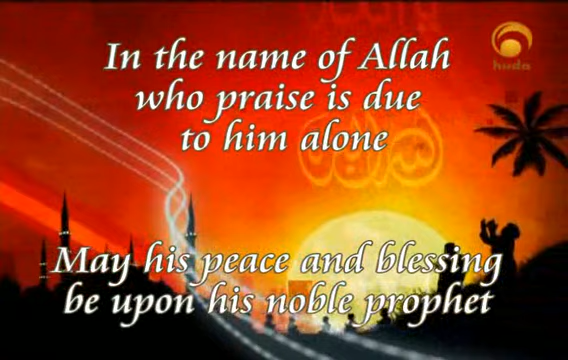 In the name of Allah
who praise is due
to him alone
huda
May his peace and blessing
be upon his noble prophet